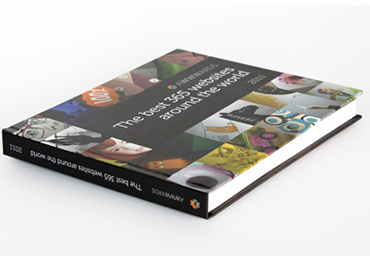 AWWWARDS
The best 365 websites
around the world
2011
2011
The best 365 websites around the world
AWWWARDS